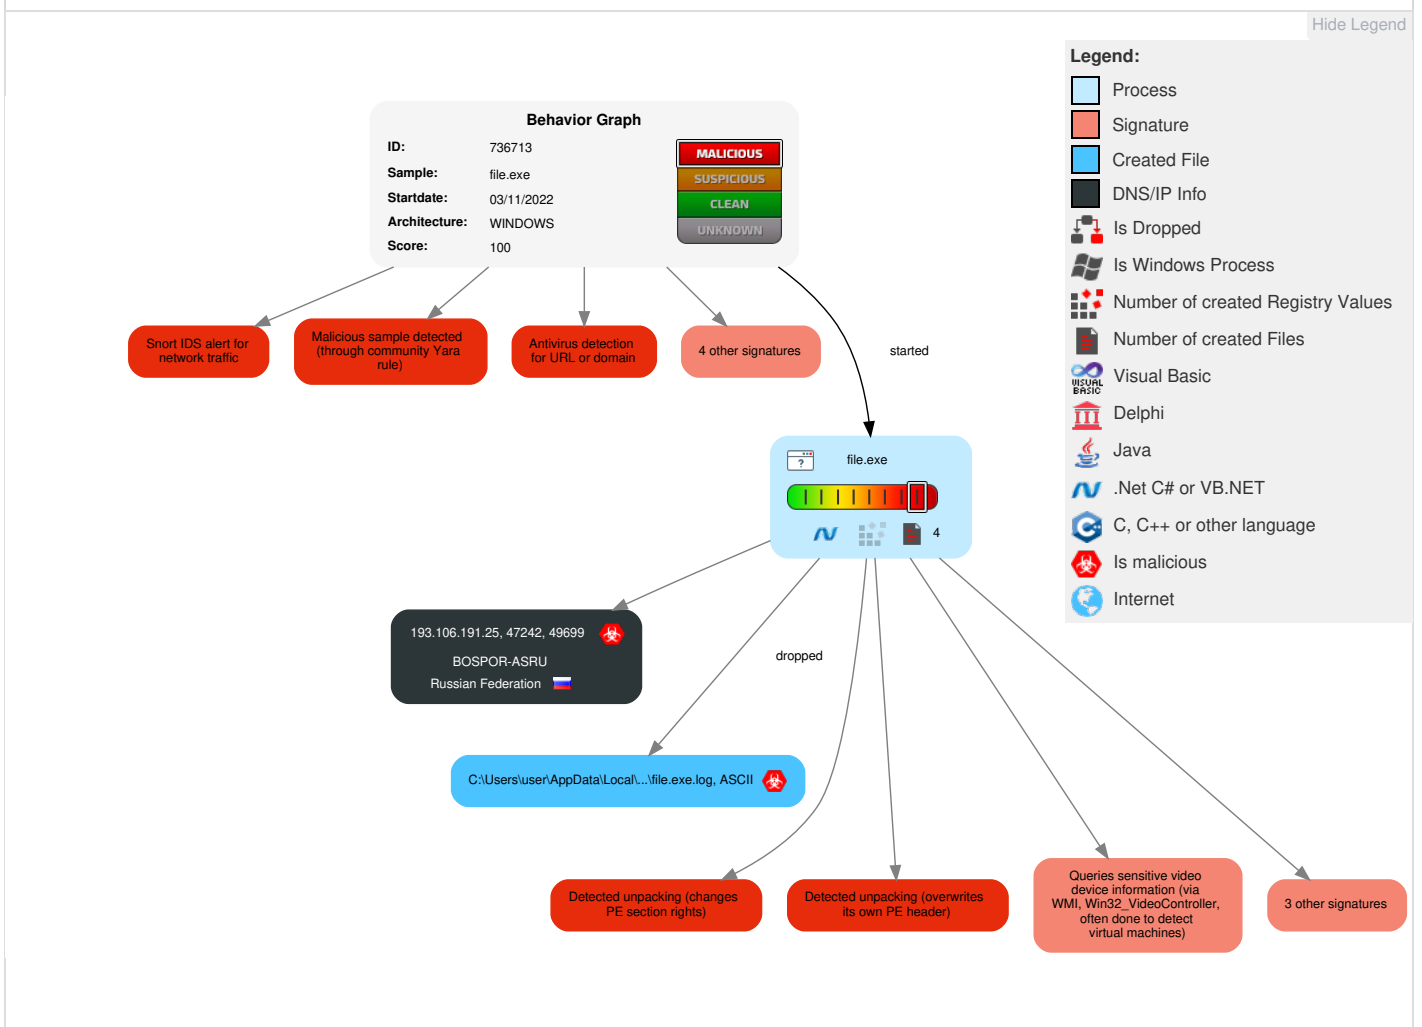 Hide Legend
Legend:
Process
Signature
Created File
DNS/IP Info
Is Dropped
Is Windows Process
Number of created Registry Values
Number of created Files
VISUAL
BASIC
Visual Basic
Delphi
Java
.Net C# or VB.NET
C, C++ or other language
Is malicious
Internet
Behavior Graph
ID: 736713
Sample: file.exe
Startdate: 03/11/2022
Architecture: WINDOWS
Score: 100
MALICIOUS
SUSPICIOUS
CLEAN
UNKNOWN
Snort IDS alert for
network traffic
Malicious sample detected
(through community Yara
rule)
Antivirus detection
for URL or domain
4 other signatures
started
file.exe
4
193.106.191.25, 47242, 49699
BOSPOR-ASRU
Russian Federation
dropped
C:\Users\user\AppData\Local\...\file.exe.log, ASCII
Detected unpacking (changes
PE section rights)
Detected unpacking (overwrites
its own PE header)
Queries sensitive video
device information (via
WMI, Win32_VideoController,
often done to detect
virtual machines)
3 other signatures